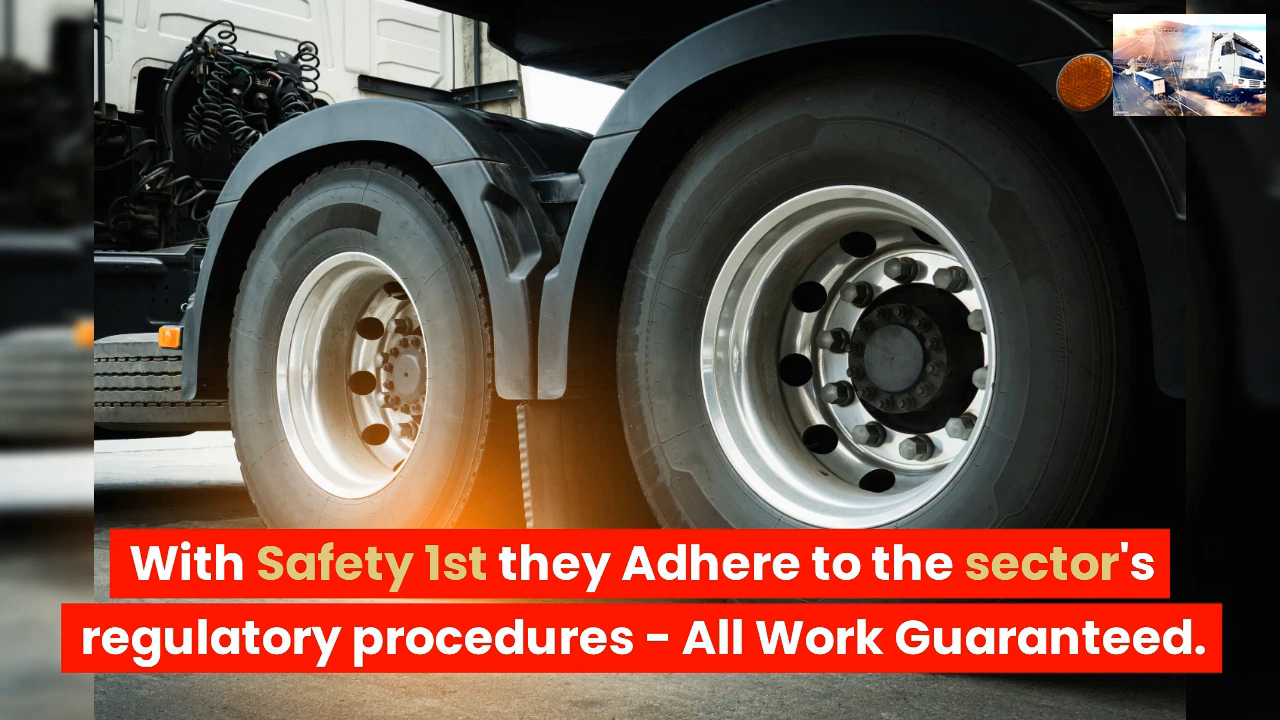 With Safety 1st they Adhere to the sector's
regulatory procedures - All Work Guaranteed.